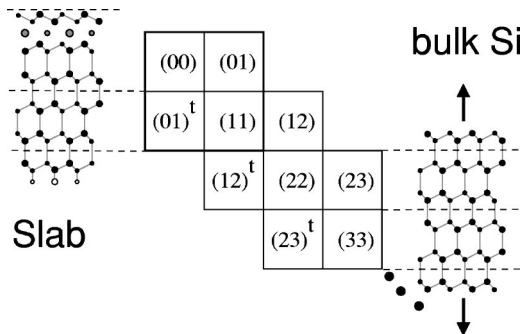 bulk Si
(00) (01)
(01)t (11) (12)
(12)t (22) (23)
Slab
(23)t (33)